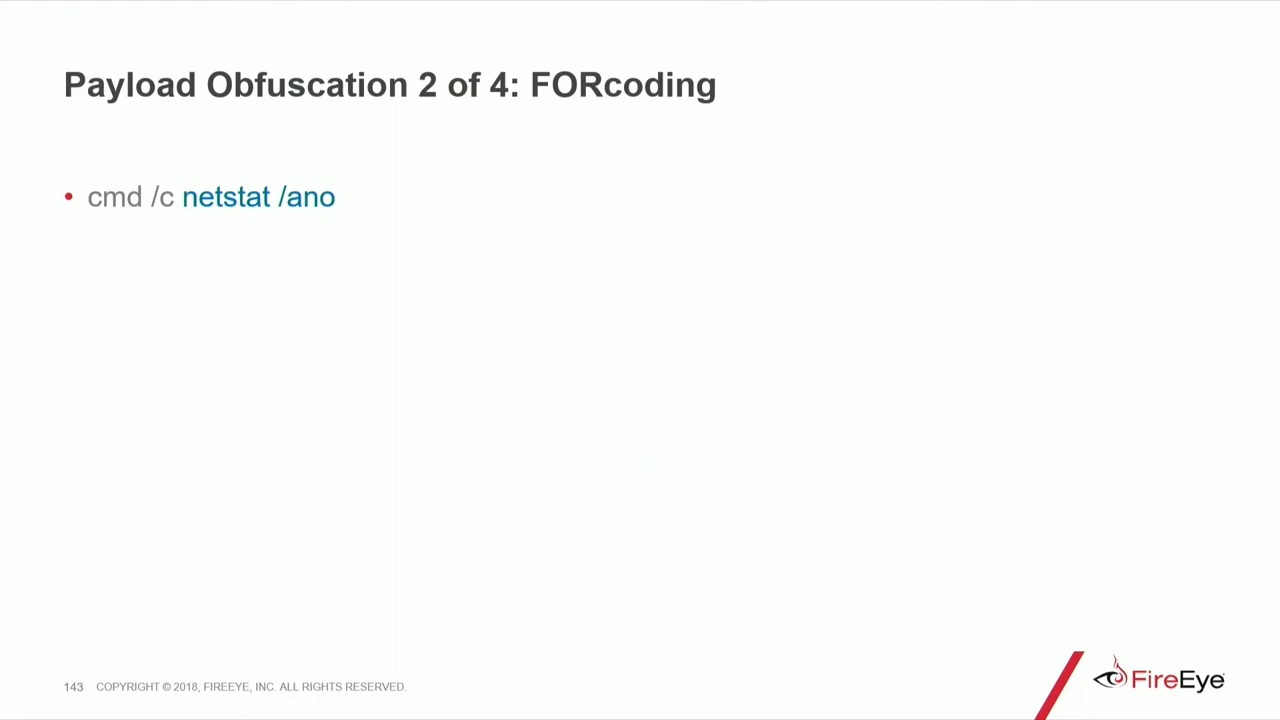 Payload Obfuscation 2 of 4: FORcoding
• cmd /c netstat /ano
143 COPYRIGHT © 2018, FIREEYE, INC. ALL RIGHTS RESERVED.
FireEye